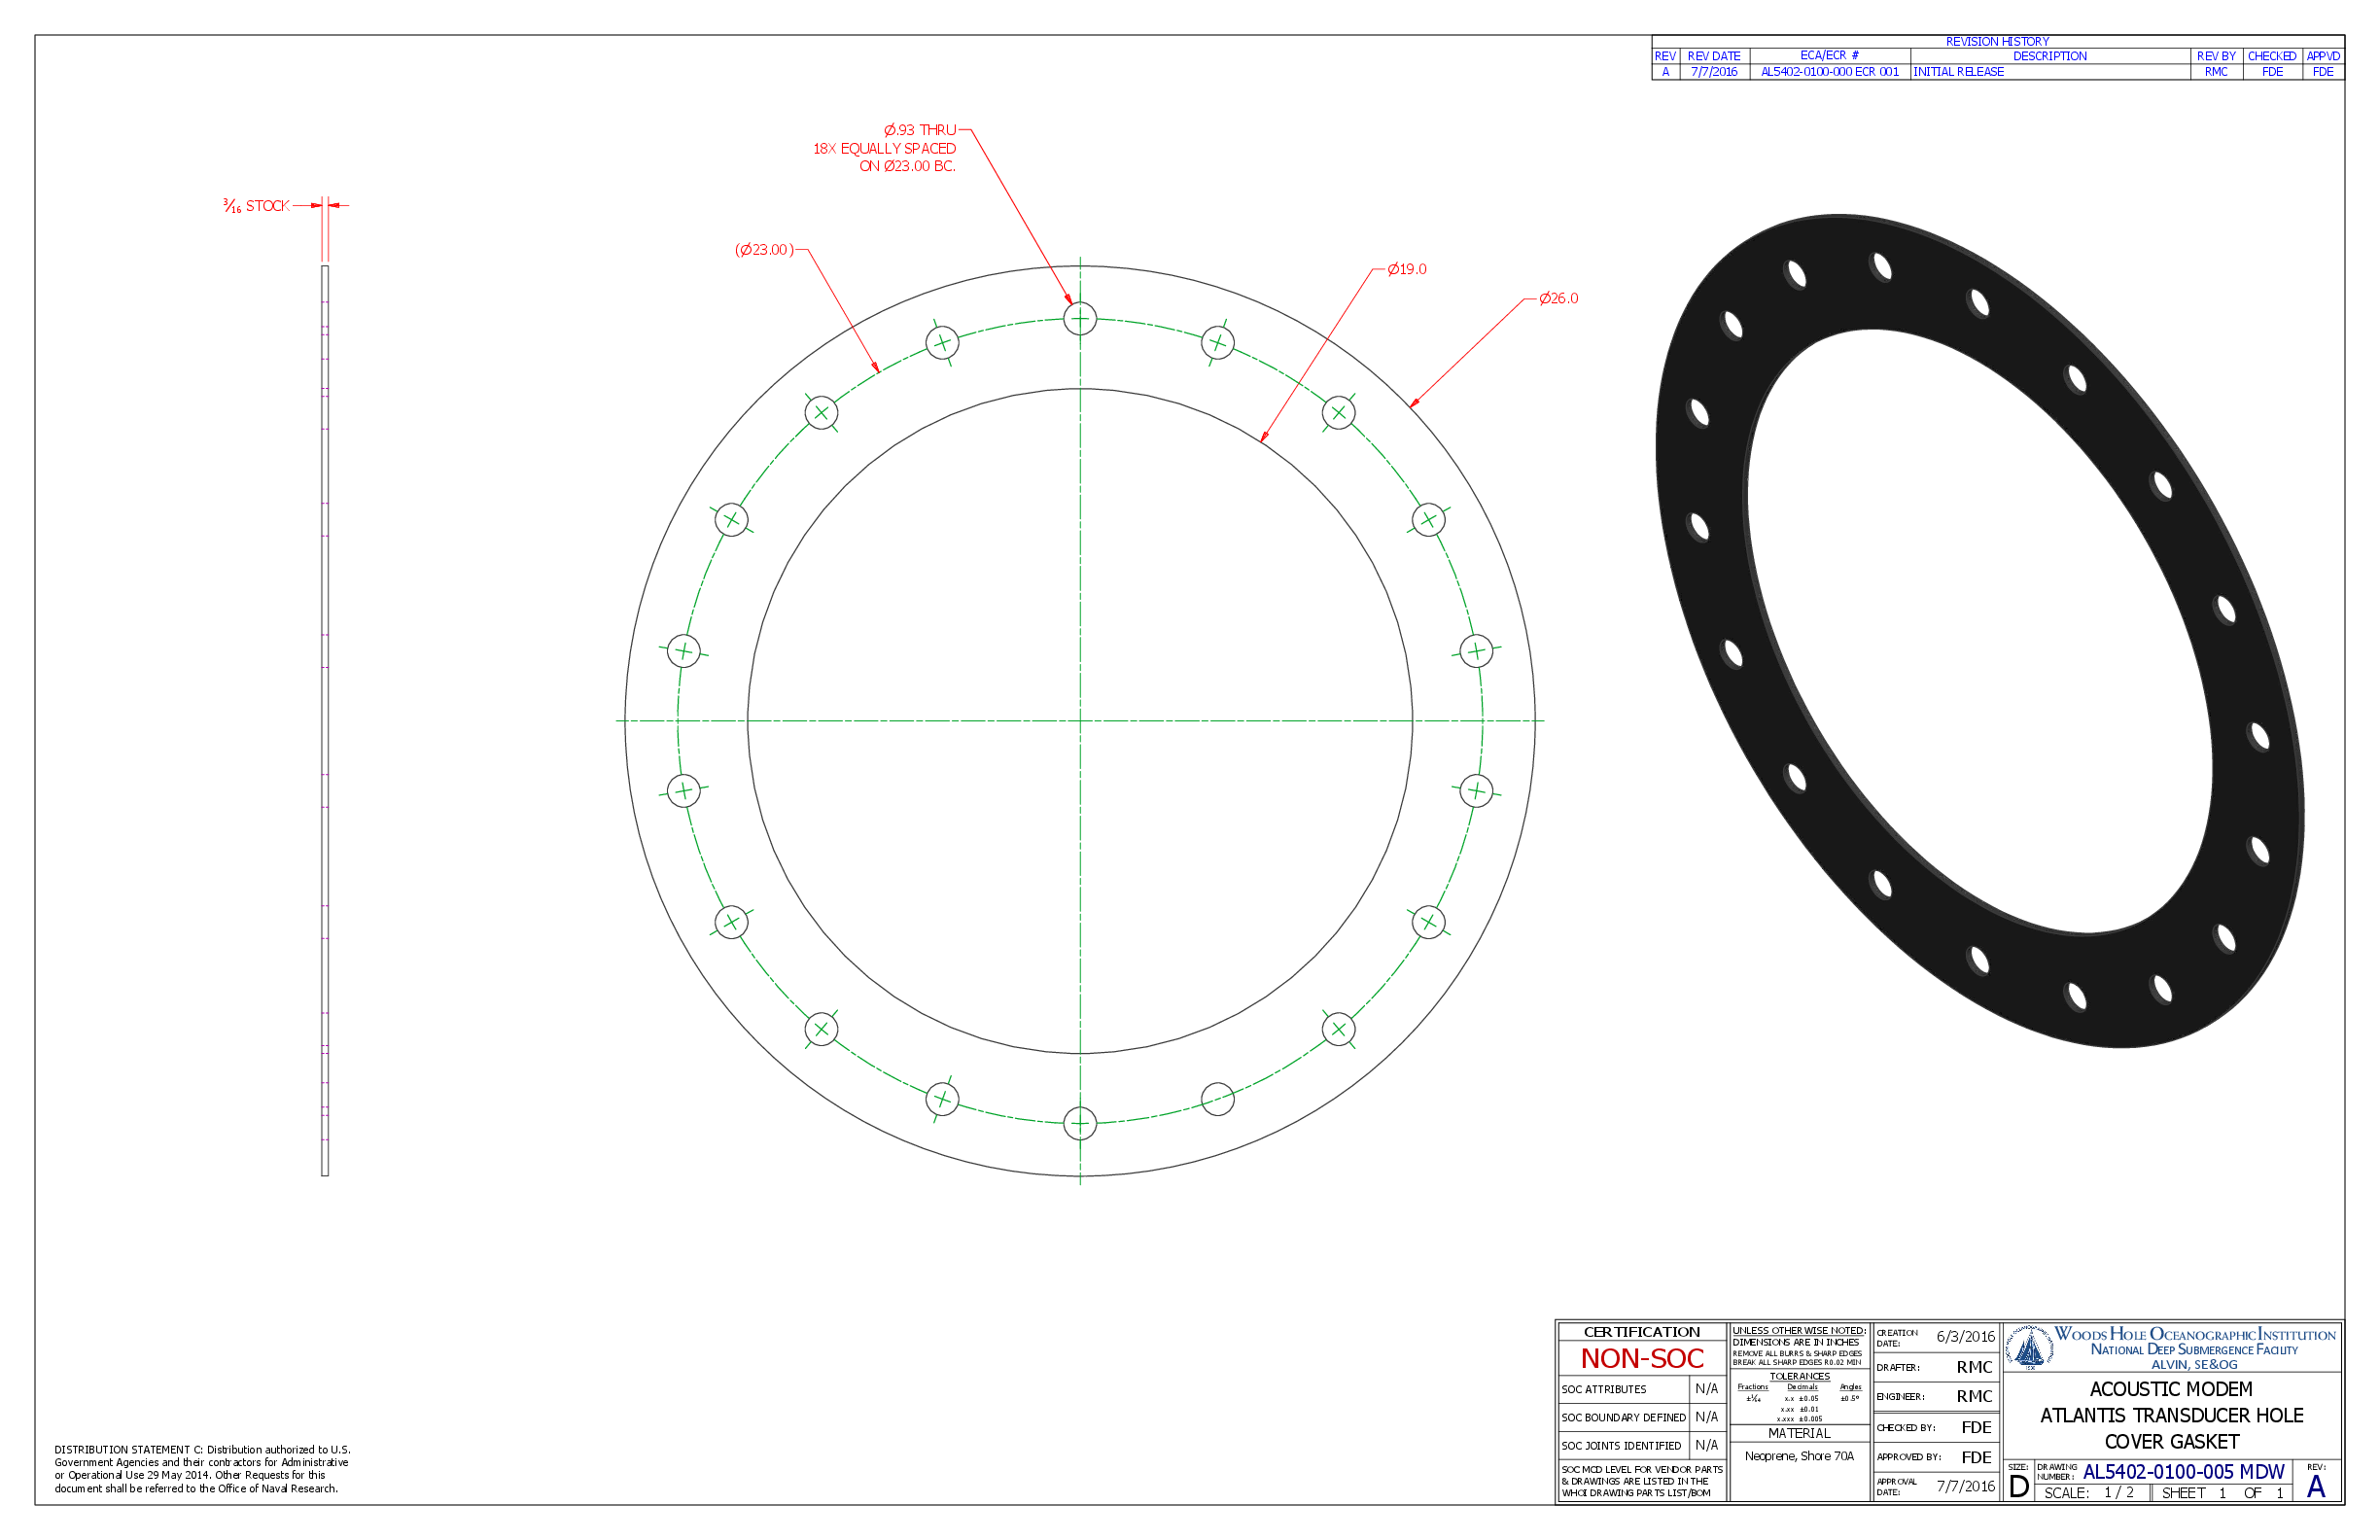 REVISION HISTORY
REV REV DATE ECA/ECR # DESCRIPTION REV BY CHECKED APPVD
A 7/7/2016 AL5402-0100-000 ECR 001 INITIAL RELEASE RMC FDE FDE
Ø.93 THRU
18X EQUALLY SPACED
ON Ø23.00 BC.
3/16 STOCK
(Ø23.00)
Ø19.0
Ø26.0
CERTIFICATION
NON-SOC
SOC ATTRIBUTES N/A
SOC BOUNDARY DEFINED N/A
SOC JOINTS IDENTIFIED N/A
SOC MCD LEVEL FOR VENDOR PARTS
& DRAWINGS ARE LISTED IN THE
WHOI DRAWING PARTS LIST/BOM
UNLESS OTHERWISE NOTED:
DIMENSIONS ARE IN INCHES
REMOVE ALL BURRS & SHARP EDGES
BREAK ALL SHARP EDGES R0.02 MIN
TOLERANCES
Fractions Decimals Angles
x.x ±0.05 ±0.5°
x.xx ±0.01
x.xxx ±0.005
MATERIAL
Neoprene, Shore 70A
CREATION DATE: 6/3/2016
DRAFTER: RMC
ENGINEER: RMC
CHECKED BY: FDE
APPROVED BY: FDE
APPROVAL DATE: 7/7/2016
WOODS HOLE OCEANOGRAPHIC INSTITUTION
NATIONAL DEEP SUBMERGENCE FACILITY
ALVIN, SE&OG
ACOUSTIC MODEM
ATLANTIS TRANSDUCER HOLE
COVER GASKET
SIZE: D
DRAWING NUMBER: AL5402-0100-005 MDW
REV: A
SCALE: 1 / 2 SHEET 1 OF 1
DISTRIBUTION STATEMENT C: Distribution authorized to U.S.
Government Agencies and their contractors for Administrative
or Operational Use 29 May 2014. Other Requests for this
document shall be referred to the Office of Naval Research.